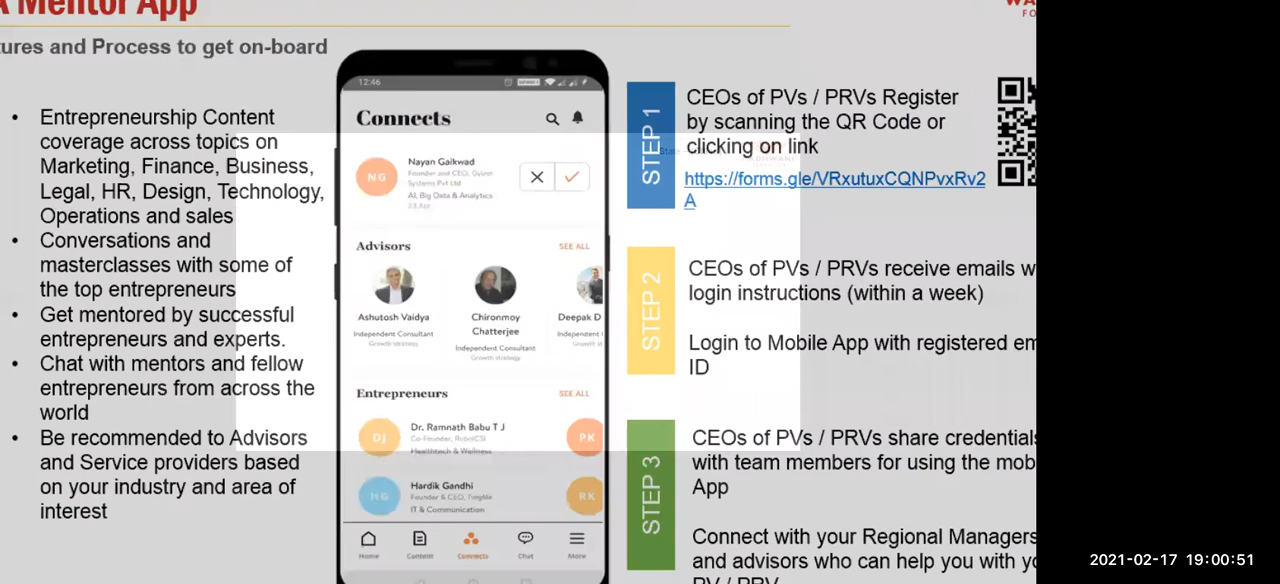 A Mentor App
WA
FO
tures and Process to get on-board
• Entrepreneurship Content
coverage across topics on
Marketing, Finance, Business,
Legal, HR, Design, Technology,
Operations and sales
• Conversations and
masterclasses with some of
the top entrepreneurs
• Get mentored by successful
entrepreneurs and experts.
• Chat with mentors and fellow
entrepreneurs from across the
world
• Be recommended to Advisors
and Service providers based
on your industry and area of
interest
12:46
Connects
NG
Nayan Gaikwad
Founder and CEO,
Systems Pvt Ltd
AI, Big Data & Analytics
23 Apr
Advisors
SEE ALL
Ashutosh Vaidya
Independent Consultant
Growth strategy
Chironmoy
Chatterjee
Independent Consultant
Growth strategy
Deepak D
Independent
Growth st
Entrepreneurs
SEE ALL
DJ
Dr. Ramnath Babu T J
Co-Founder,
Healthtech & Wellness
PK
HG
Hardik Gandhi
Founder & CEO,
IT & Communication
RK
Home
Content
Connects
Chat
More
STEP 1
CEOs of PVs / PRVs Register
by scanning the QR Code or
clicking on link
https://forms.gle/VRxutuxCQNPvxRv2
A
STEP 2
CEOs of PVs / PRVs receive emails w
login instructions (within a week)
Login to Mobile App with registered em
ID
STEP 3
CEOs of PVs / PRVs share credentials
with team members for using the mob
App
Connect with your Regional Managers
and advisors who can help you with yo
PV / PRV
2021-02-17 19:00:51